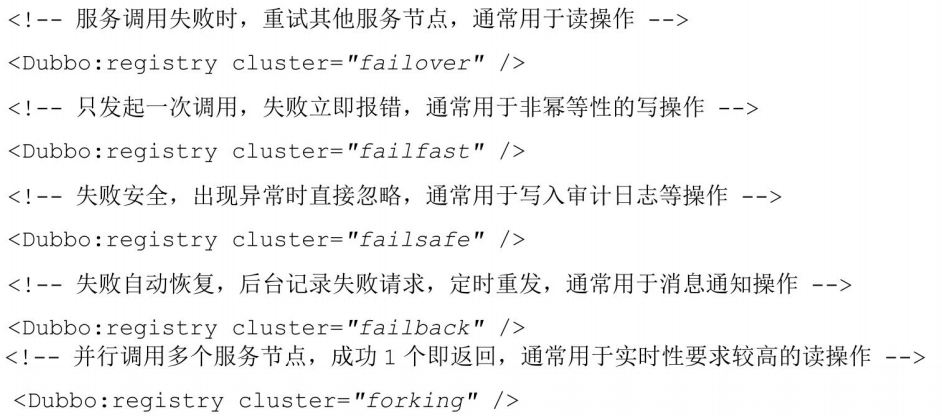 <!-- 服务调用失败时，重试其他服务节点，通常用于读操作 -->
<Dubbo:registry cluster="failover" />
<!-- 只发起一次调用，失败立即报错，通常用于非幂等性的写操作 -->
<Dubbo:registry cluster="failfast" />
<!-- 失败安全，出现异常时直接忽略，通常用于写入审计日志等操作 -->
<Dubbo:registry cluster="failsafe" />
<!-- 失败自动恢复，后台记录失败请求，定时重发，通常用于消息通知操作 -->
<Dubbo:registry cluster="failback" />
<!-- 并行调用多个服务节点，成功1个即返回，通常用于实时性要求较高的读操作 -->
<Dubbo:registry cluster="forking" />